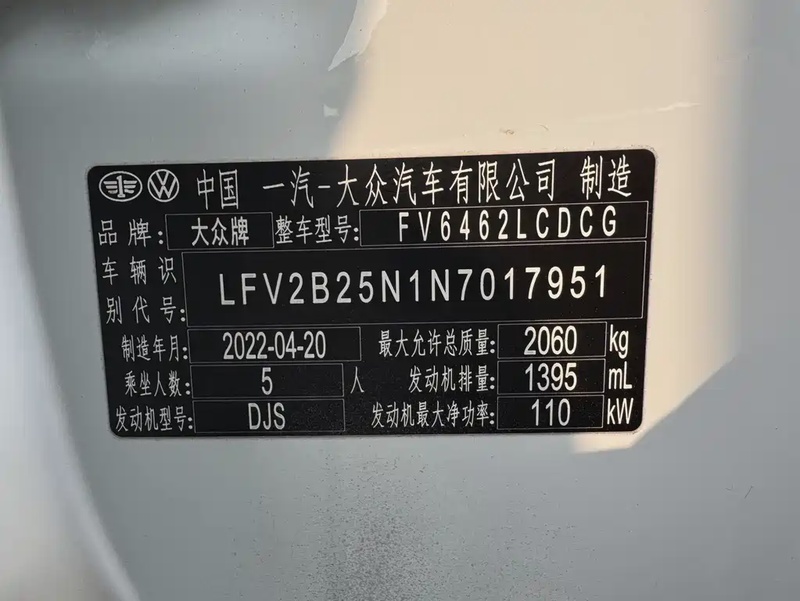 中国 一汽-大众汽车有限公司 制造
品牌: 大众牌 整车型号: FV6462LCDCG
车辆识别代号: LFV2B25N1N7017951
制造年月: 2022-04-20 最大允许总质量: 2060 kg
乘坐人数: 5 人 发动机排量: 1395 mL
发动机型号: DJS 发动机最大净功率: 110 kW